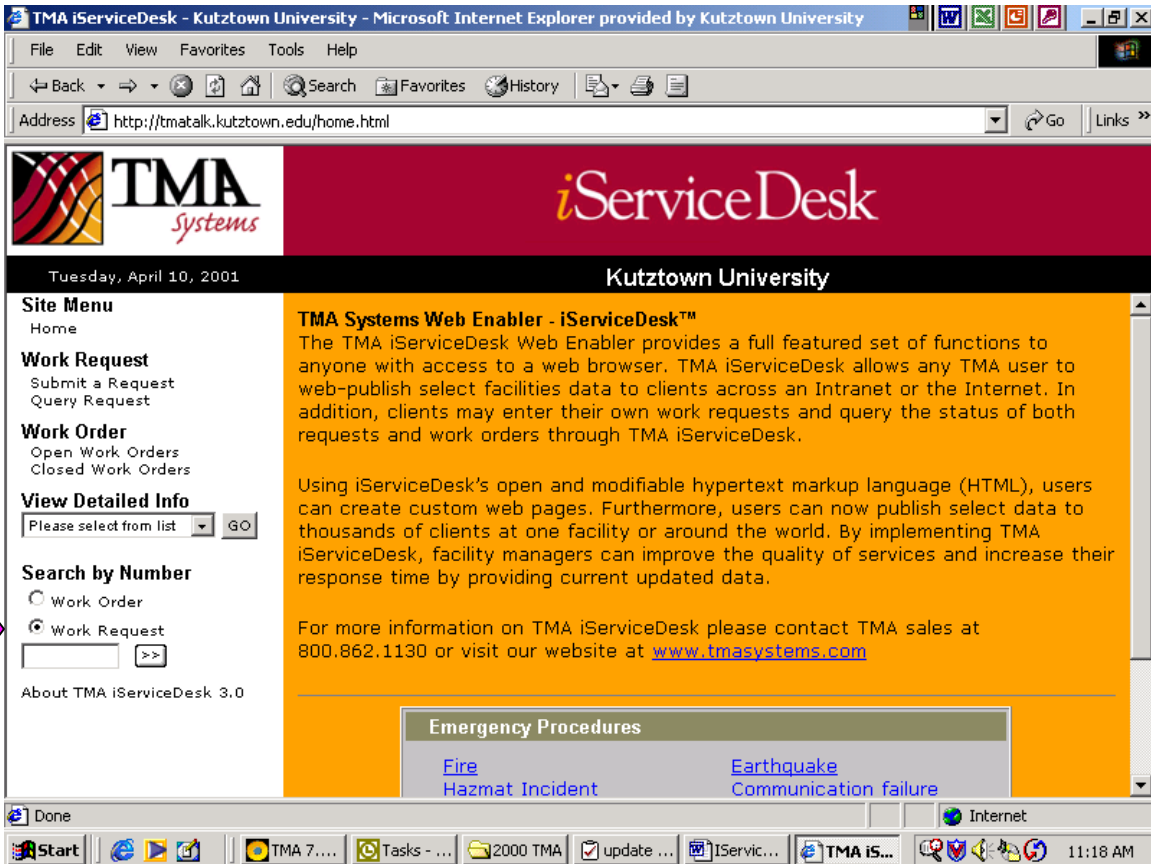 TMA iServiceDesk - Kutztown University - Microsoft Internet Explorer provided by Kutztown University
File Edit View Favorites Tools Help
Back Search Favorites History
Address http://tmatalk.kutztown.edu/home.html Go Links »
TMA
Systems
iServiceDesk
Tuesday, April 10, 2001
Kutztown University
Site Menu
Home
Work Request
Submit a Request
Query Request
Work Order
Open Work Orders
Closed Work Orders
View Detailed Info
Please select from list GO
Search by Number
Work Order
Work Request
>>
About TMA iServiceDesk 3.0
TMA Systems Web Enabler - iServiceDesk™
The TMA iServiceDesk Web Enabler provides a full featured set of functions to
anyone with access to a web browser. TMA iServiceDesk allows any TMA user to
web-publish select facilities data to clients across an Intranet or the Internet. In
addition, clients may enter their own work requests and query the status of both
requests and work orders through TMA iServiceDesk.
Using iServiceDesk's open and modifiable hypertext markup language (HTML), users
can create custom web pages. Furthermore, users can now publish select data to
thousands of clients at one facility or around the world. By implementing TMA
iServiceDesk, facility managers can improve the quality of services and increase their
response time by providing current updated data.
For more information on TMA iServiceDesk please contact TMA sales at
800.862.1130 or visit our website at www.tmasystems.com
Emergency Procedures
Fire Earthquake
Hazmat Incident Communication failure
Done Internet
Start TMA 7.... Tasks - ... 2000 TMA update ... IServic... TMA iS... 11:18 AM